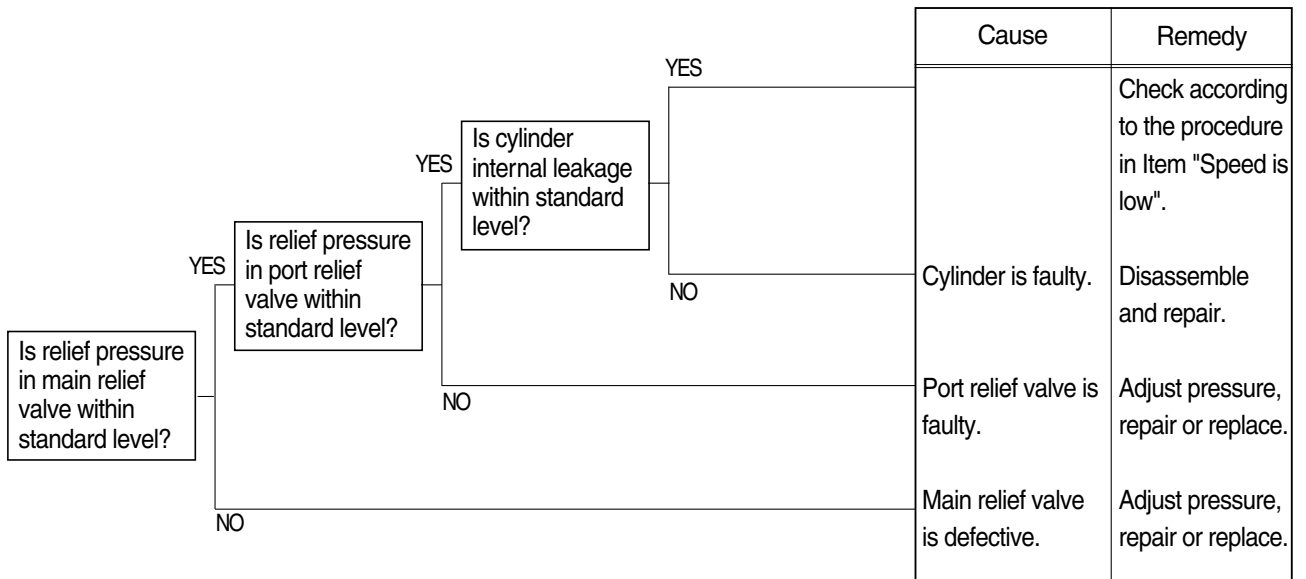 Cause
Remedy
YES
Check according
to the procedure
in Item "Speed is
low".
Is cylinder
internal leakage
within standard
level?
YES
NO
Cylinder is faulty.
Disassemble
and repair.
Is relief pressure
in port relief
valve within
standard level?
YES
NO
Port relief valve is
faulty.
Adjust pressure,
repair or replace.
Is relief pressure
in main relief
valve within
standard level?
NO
Main relief valve
is defective.
Adjust pressure,
repair or replace.